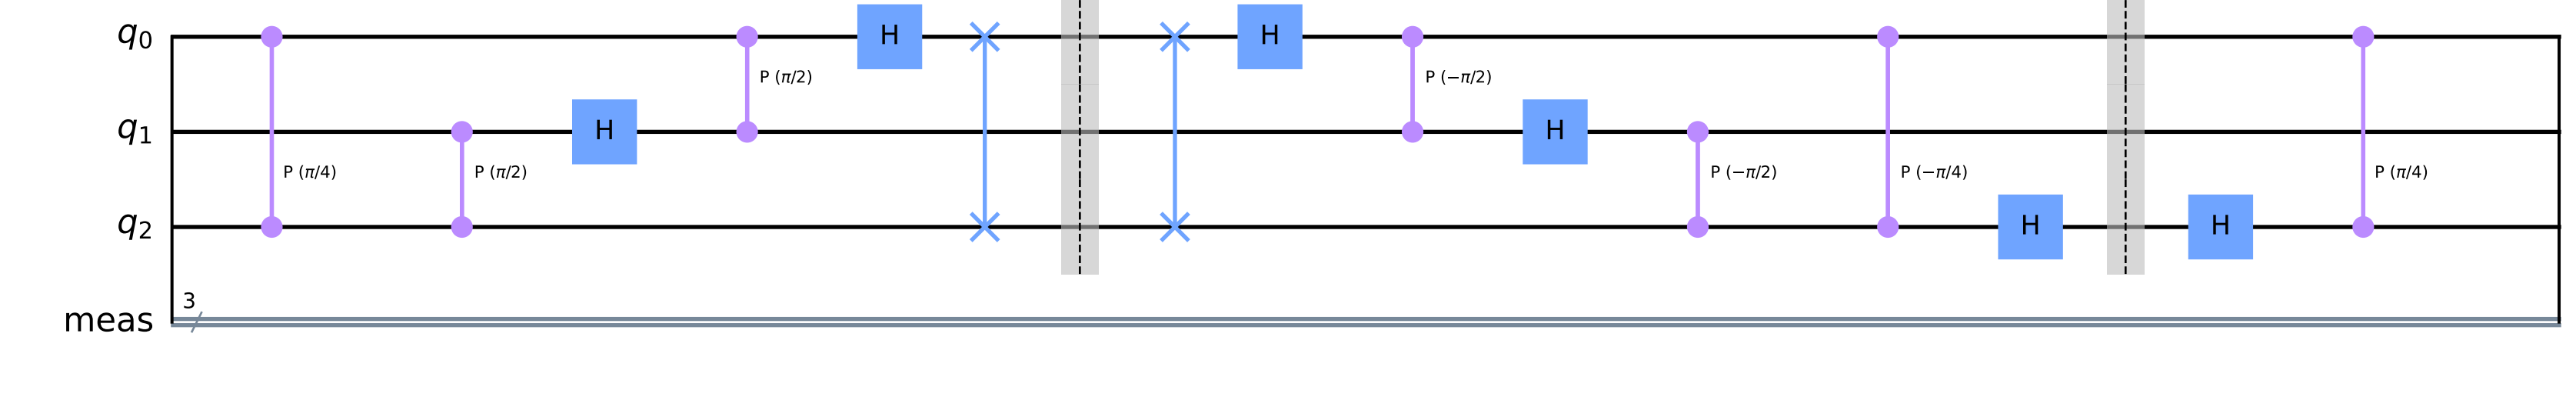 q0 H H
P (π/2) P (−π/2)
q1 H H
P (π/4) P (π/2) P (−π/2) P (−π/4) P (π/4)
q2 H H
3
meas